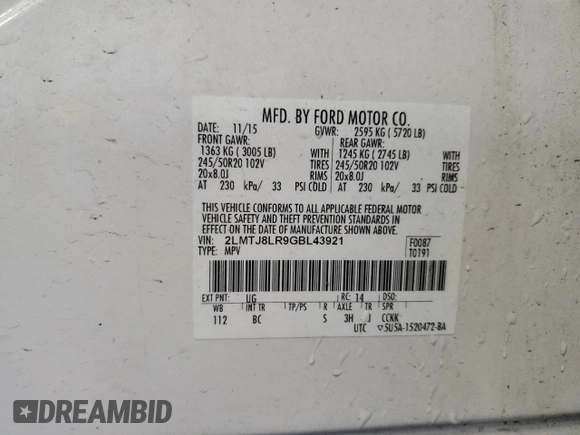 MFD. BY FORD MOTOR CO.
DATE: 11/15 GVWR: 2595 KG ( 5720 LB)
FRONT GAWR: REAR GAWR:
1363 KG ( 3005 LB) WITH 1245 KG ( 2745 LB) WITH
245/50R20 102V TIRES 245/50R20 102V TIRES
20x8.0J RIMS 20x8.0J RIMS
AT 230 kPa/ 33 PSI COLD AT 230 kPa/ 33 PSI COLD
THIS VEHICLE CONFORMS TO ALL APPLICABLE FEDERAL MOTOR
VEHICLE SAFETY AND THEFT PREVENTION STANDARDS IN
EFFECT ON THE DATE OF MANUFACTURE SHOWN ABOVE.
VIN: 2LMTJ8LR9GBL43921 F0087
TYPE: MPV T0191
EXT PNT: UG RC: 14 DSO:
WB INT TR TP/PS R AXLE TR SPR
112 BC S 3H J CCKK
UTC ▽5U5A-1520472-BA
DREAMBID